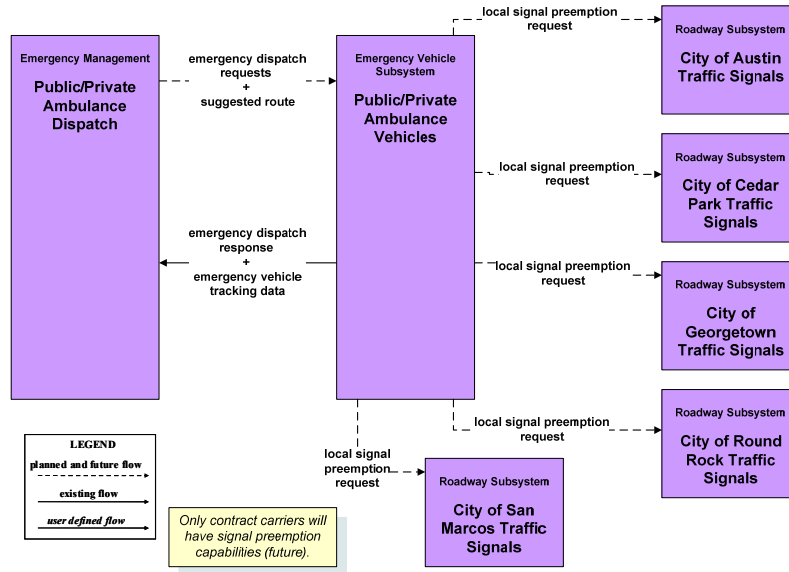 Emergency Management
Public/Private
Ambulance
Dispatch
emergency dispatch
requests
+
suggested route
emergency dispatch
response
+
emergency vehicle
tracking data
Emergency Vehicle
Subsystem
Public/Private
Ambulance
Vehicles
local signal preemption
request
Roadway Subsystem
City of Austin
Traffic Signals
local signal preemption
request
Roadway Subsystem
City of Cedar
Park Traffic
Signals
local signal preemption
request
Roadway Subsystem
City of
Georgetown
Traffic Signals
local signal preemption
request
Roadway Subsystem
City of Round
Rock Traffic
Signals
local signal
preemption
request
Roadway Subsystem
City of San
Marcos Traffic
Signals
LEGEND
planned and future flow
existing flow
user defined flow
Only contract carriers will
have signal preemption
capabilities (future).